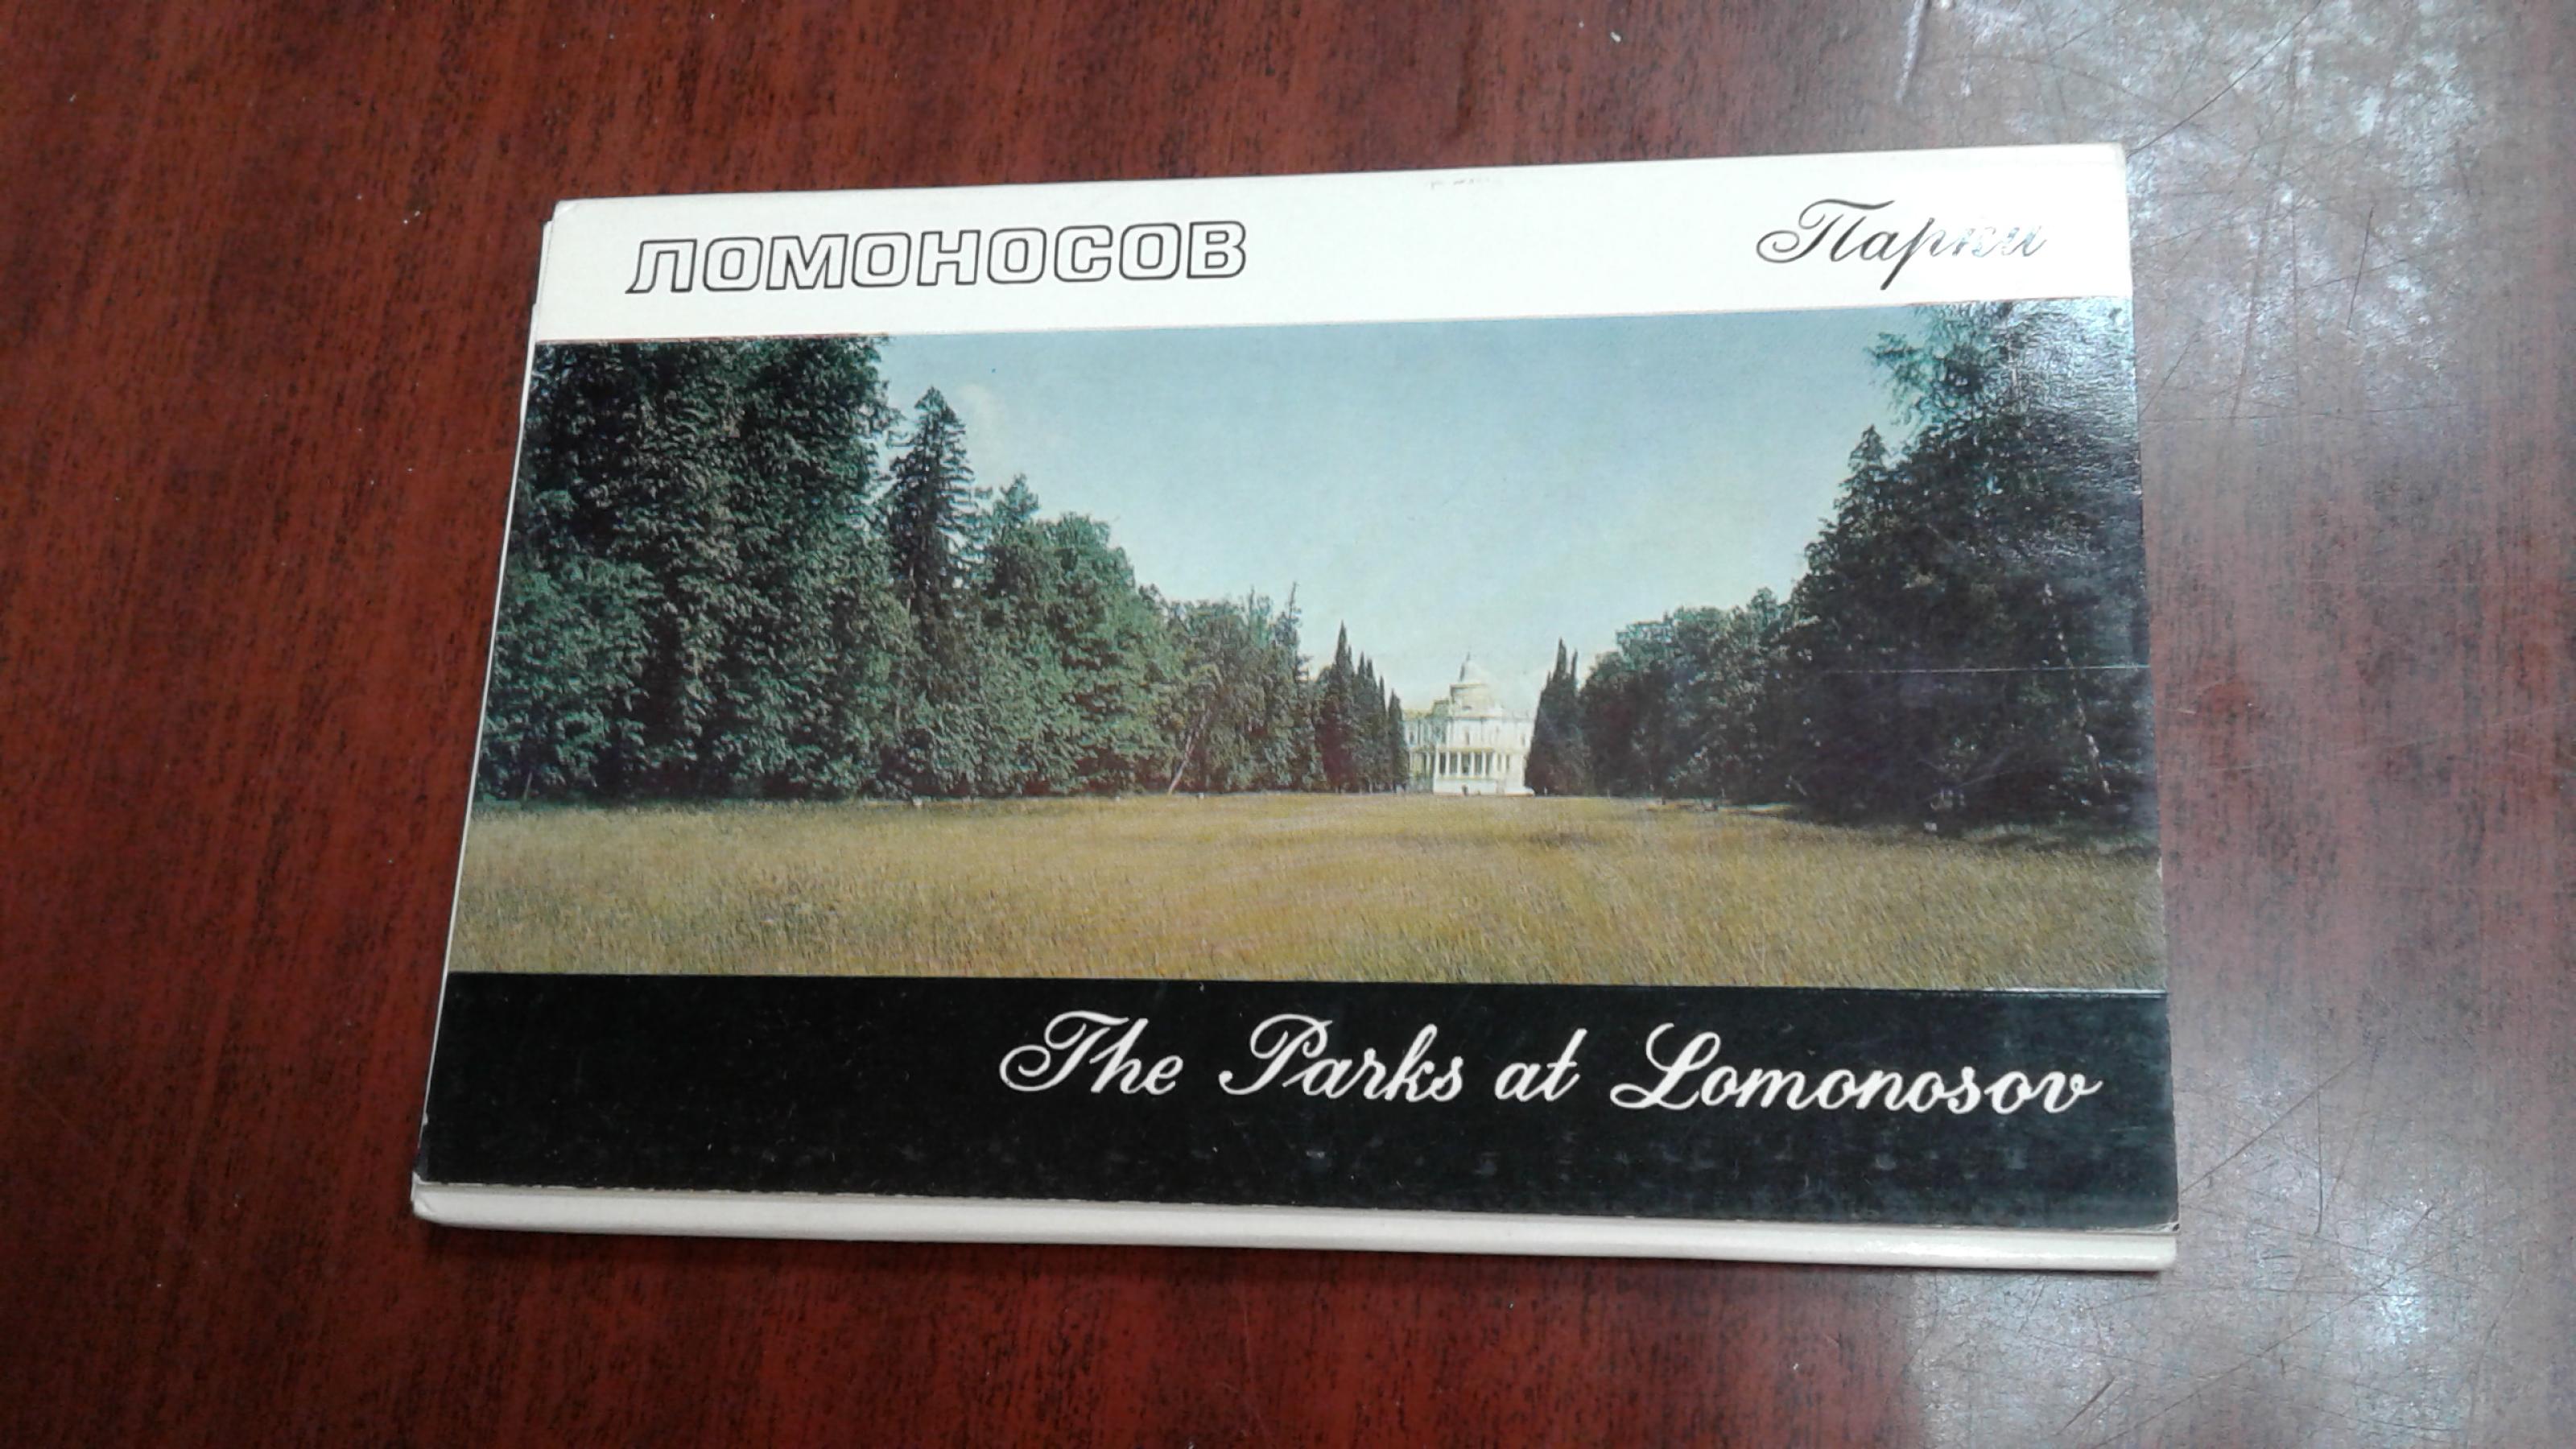 ЛОМОНОСОВ
Парки
The Parks at Lomonosov